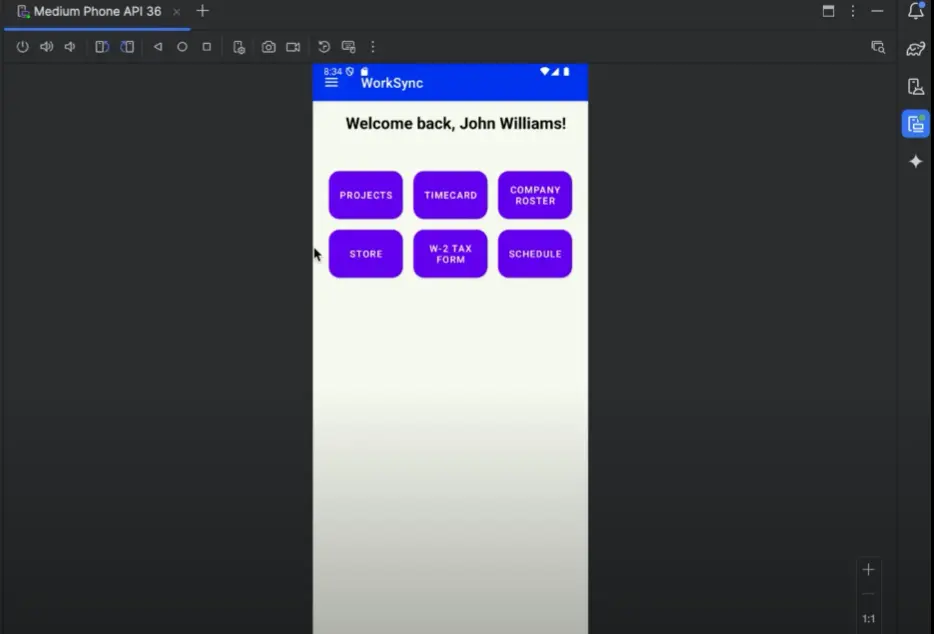 Medium Phone API 36
8:34
WorkSync
Welcome back, John Williams!
PROJECTS
TIMECARD
COMPANY
ROSTER
STORE
W-2 TAX
FORM
SCHEDULE
1:1